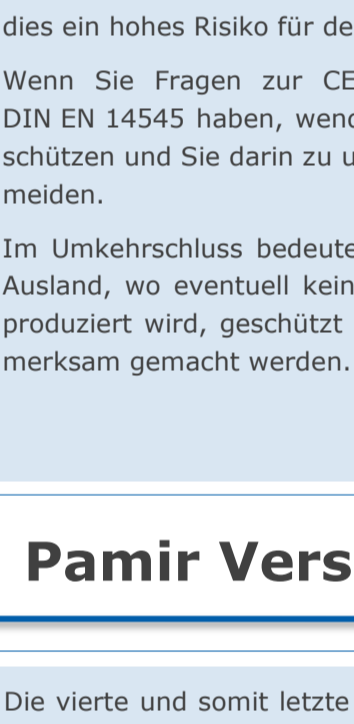 dies ein hohes Risiko für de
Wenn Sie Fragen zur CE
DIN EN 14545 haben, wend
schützen und Sie darin zu u
meiden.
Im Umkehrschluss bedeute
Ausland, wo eventuell kein
produziert wird, geschützt
merksam gemacht werden.
Pamir Vers
Die vierte und somit letzte